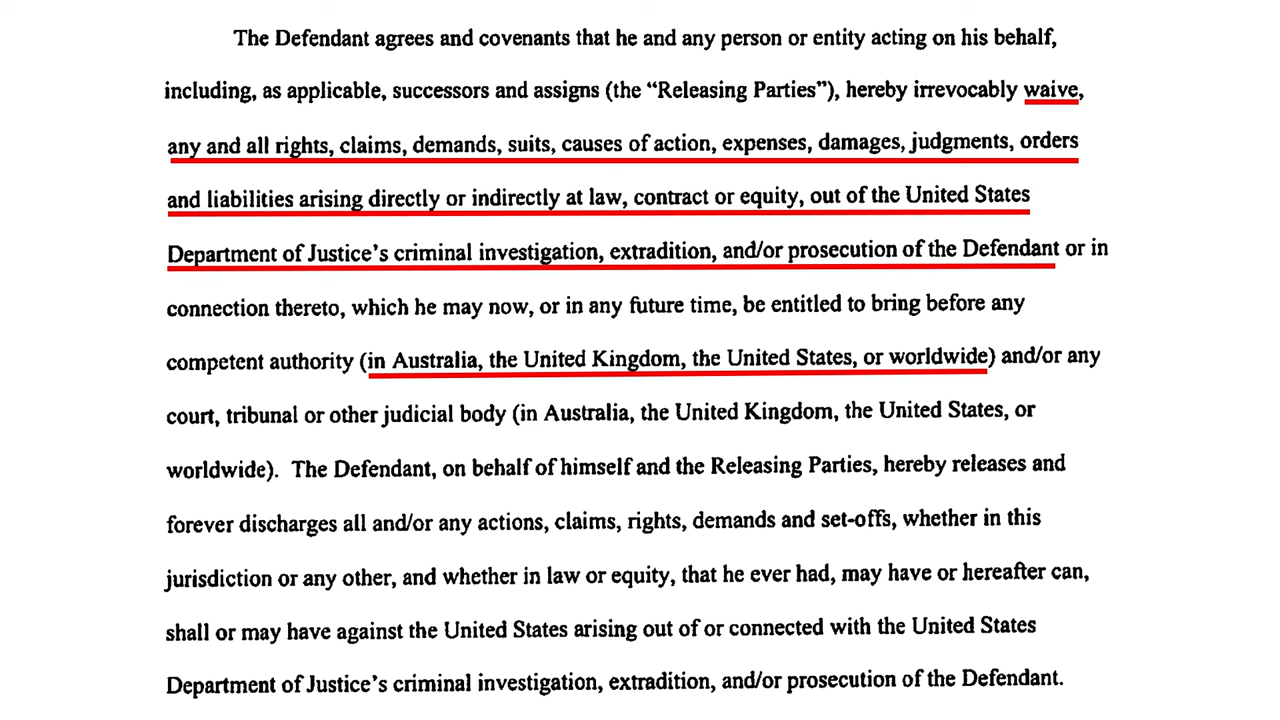 The Defendant agrees and covenants that he and any person or entity acting on his behalf,
including, as applicable, successors and assigns (the “Releasing Parties”), hereby irrevocably waive,
any and all rights, claims, demands, suits, causes of action, expenses, damages, judgments, orders
and liabilities arising directly or indirectly at law, contract or equity, out of the United States
Department of Justice’s criminal investigation, extradition, and/or prosecution of the Defendant or in
connection thereto, which he may now, or in any future time, be entitled to bring before any
competent authority (in Australia, the United Kingdom, the United States, or worldwide) and/or any
court, tribunal or other judicial body (in Australia, the United Kingdom, the United States, or
worldwide). The Defendant, on behalf of himself and the Releasing Parties, hereby releases and
forever discharges all and/or any actions, claims, rights, demands and set-offs, whether in this
jurisdiction or any other, and whether in law or equity, that he ever had, may have or hereafter can,
shall or may have against the United States arising out of or connected with the United States
Department of Justice’s criminal investigation, extradition, and/or prosecution of the Defendant.